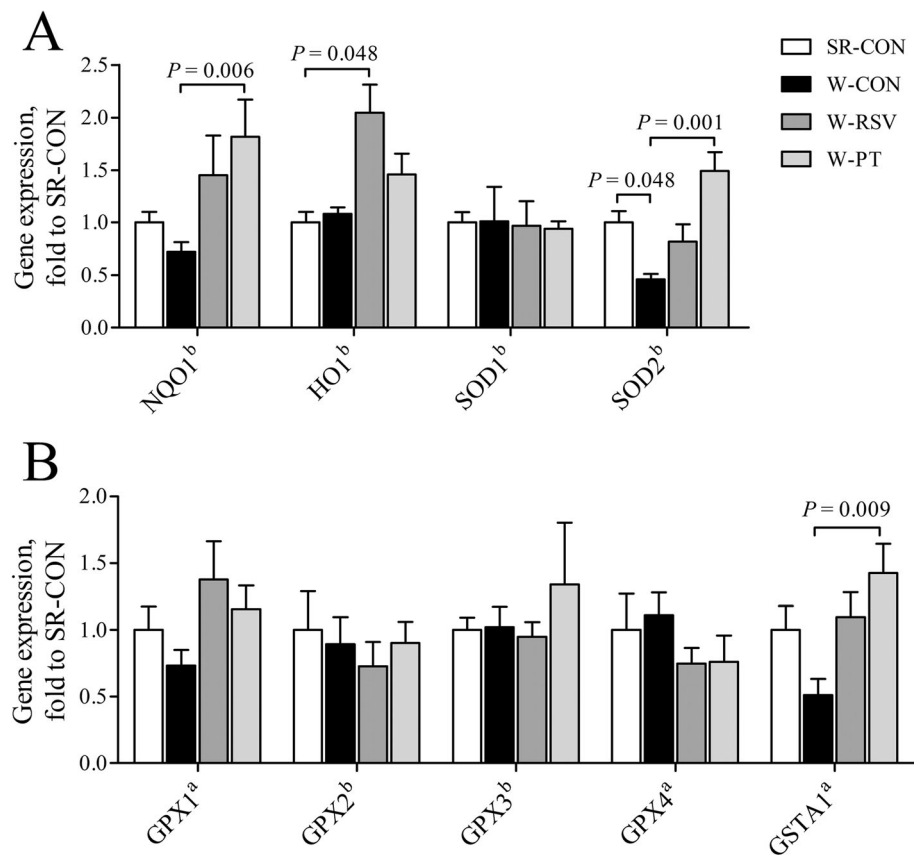 A
SR-CON
W-CON
W-RSV
W-PT
Gene expression,
fold to SR-CON
2.5
2.0
1.5
1.0
0.5
0.0
P = 0.006
P = 0.048
P = 0.048
P = 0.001
NQO1ᵇ
HO1ᵇ
SOD1ᵇ
SOD2ᵇ
B
Gene expression,
fold to SR-CON
2.0
1.5
1.0
0.5
0.0
P = 0.009
GPX1ᵃ
GPX2ᵇ
GPX3ᵇ
GPX4ᵃ
GSTA1ᵃ